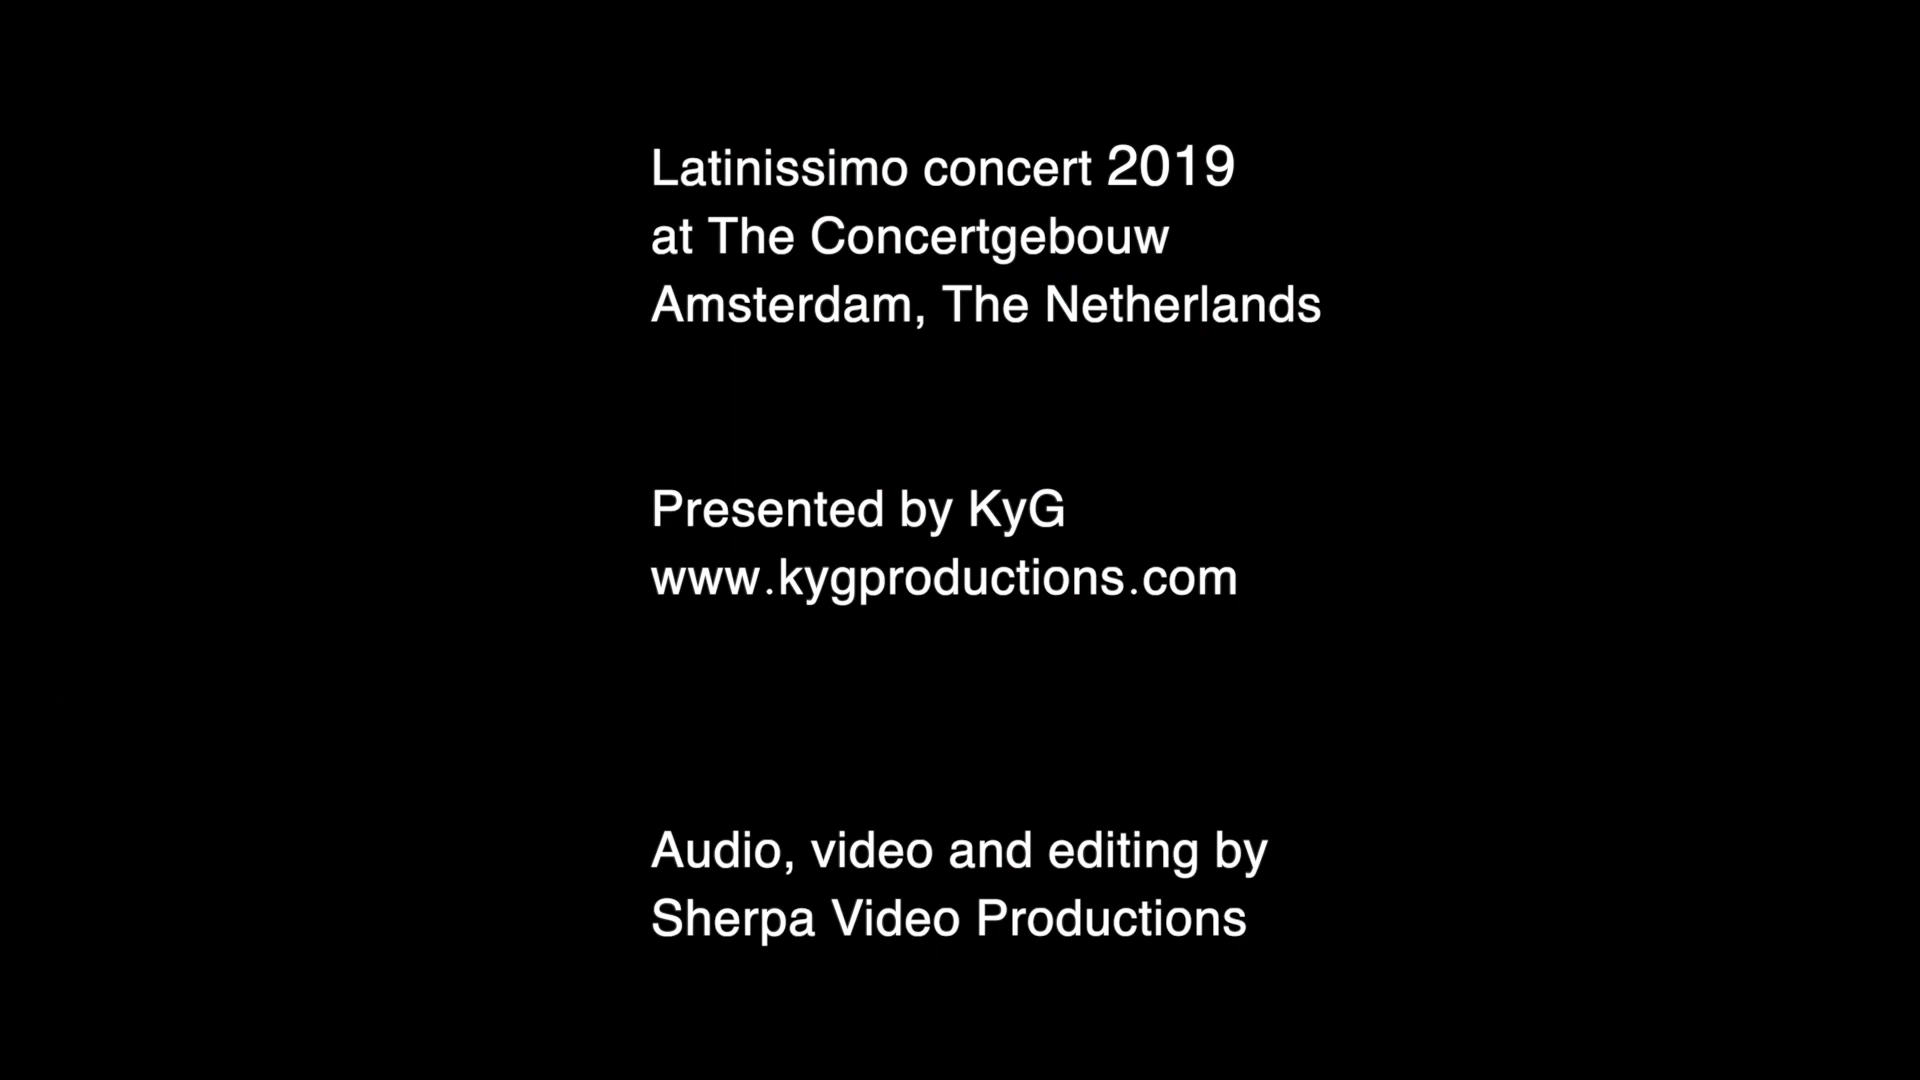 Latinissimo concert 2019
at The Concertgebouw
Amsterdam, The Netherlands
Presented by KyG
www.kygproductions.com
Audio, video and editing by
Sherpa Video Productions